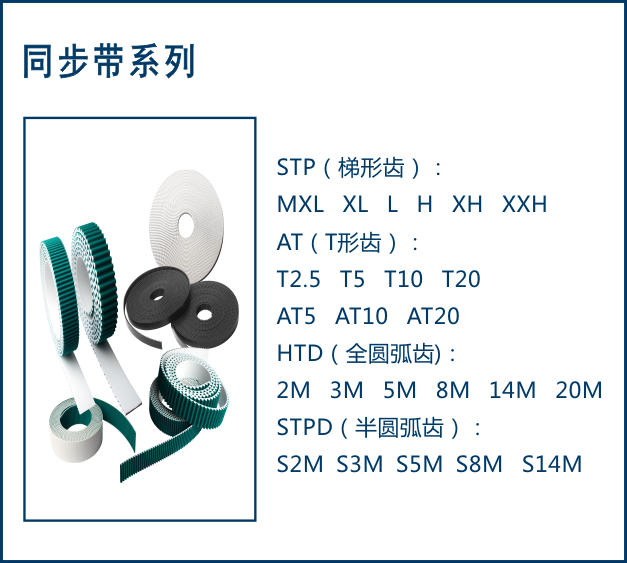 同步带系列
STP（梯形齿）：
MXL XL L H XH XXH
AT（T形齿）：
T2.5 T5 T10 T20
AT5 AT10 AT20
HTD（全圆弧齿)：
2M 3M 5M 8M 14M 20M
STPD（半圆弧齿）：
S2M S3M S5M S8M S14M